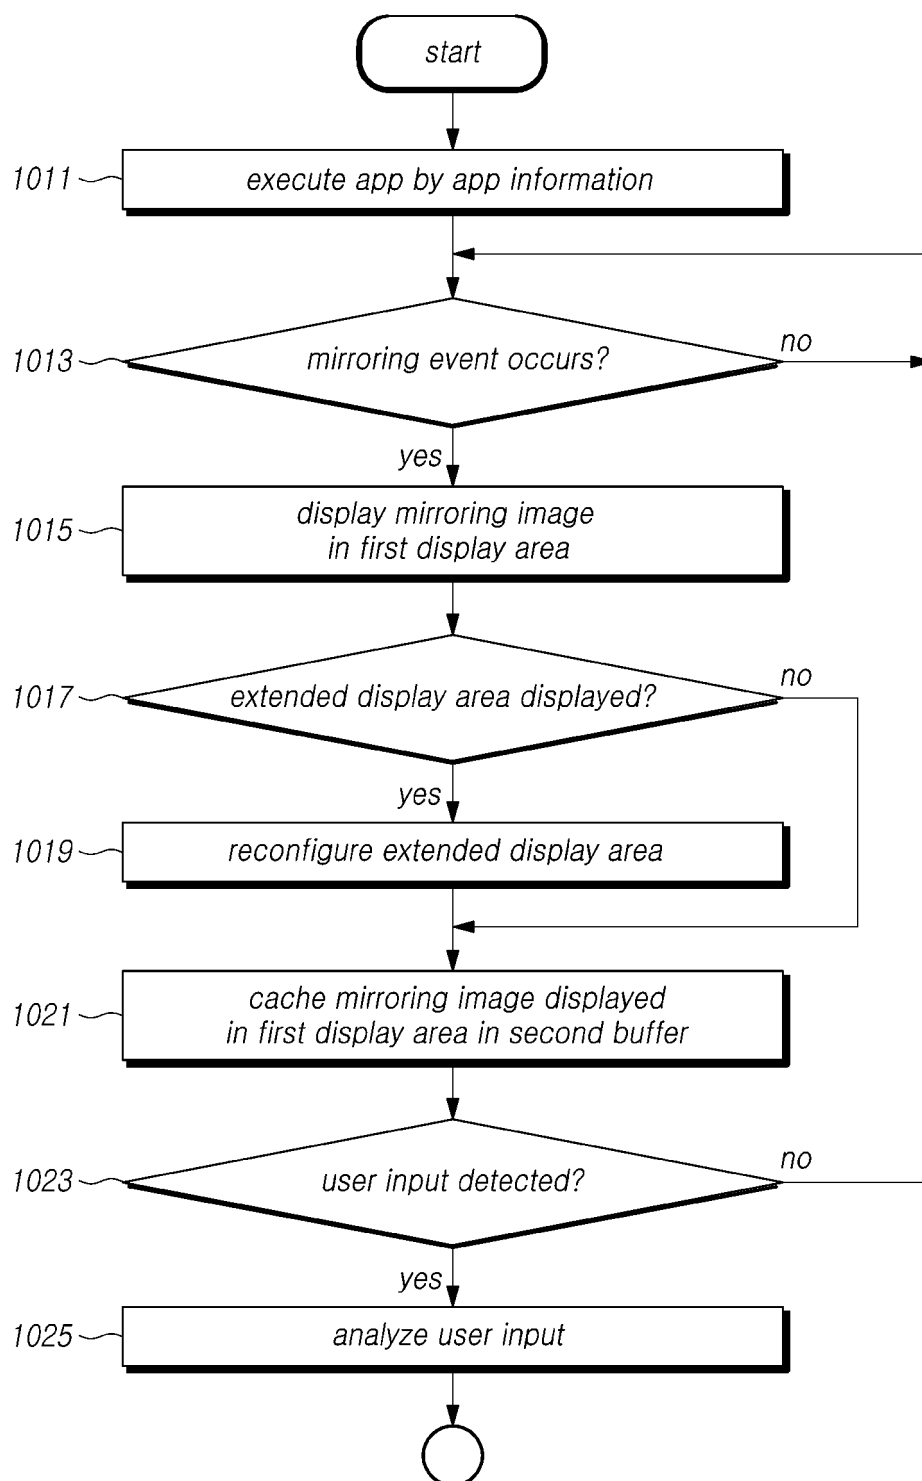 start
1011
execute app by app information
1013
mirroring event occurs?
no
yes
1015
display mirroring image
in first display area
1017
extended display area displayed?
no
yes
1019
reconfigure extended display area
1021
cache mirroring image displayed
in first display area in second buffer
1023
user input detected?
no
yes
1025
analyze user input